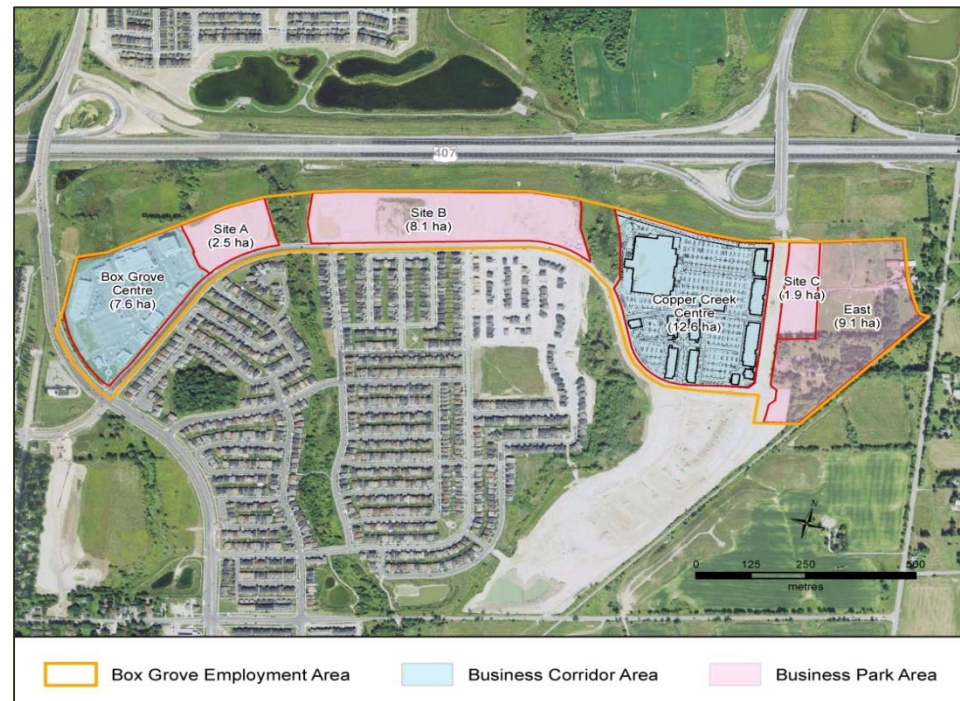 407
Site B
(8.1 ha)
Site A
(2.5 ha)
Box Grove
Centre
(7.6 ha)
Copper Creek
Centre
(12.6 ha)
Site C
(1.9 ha)
East
(9.1 ha)
N
0 125 250 500
metres
Box Grove Employment Area
Business Corridor Area
Business Park Area